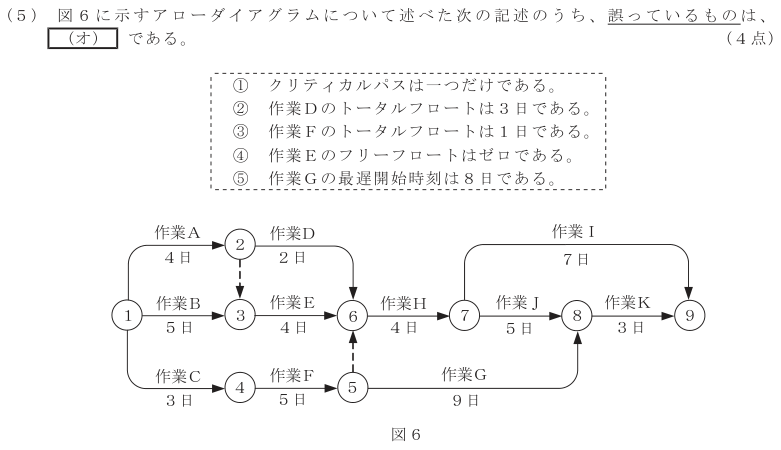 (5) 図6に示すアローダイアグラムについて述べた次の記述のうち、誤っているものは、
(オ) である。 (4点)
① クリティカルパスは一つだけである。
② 作業Dのトータルフロートは3日である。
③ 作業Fのトータルフロートは1日である。
④ 作業Eのフリーフロートはゼロである。
⑤ 作業Gの最遅開始時刻は8日である。
作業A 2 作業D 作業I
4日 2日 7日
1 作業B 3 作業E 6 作業H 7 作業J 8 作業K 9
5日 4日 4日 5日 3日
作業C 4 作業F 5 作業G
3日 5日 9日
図6